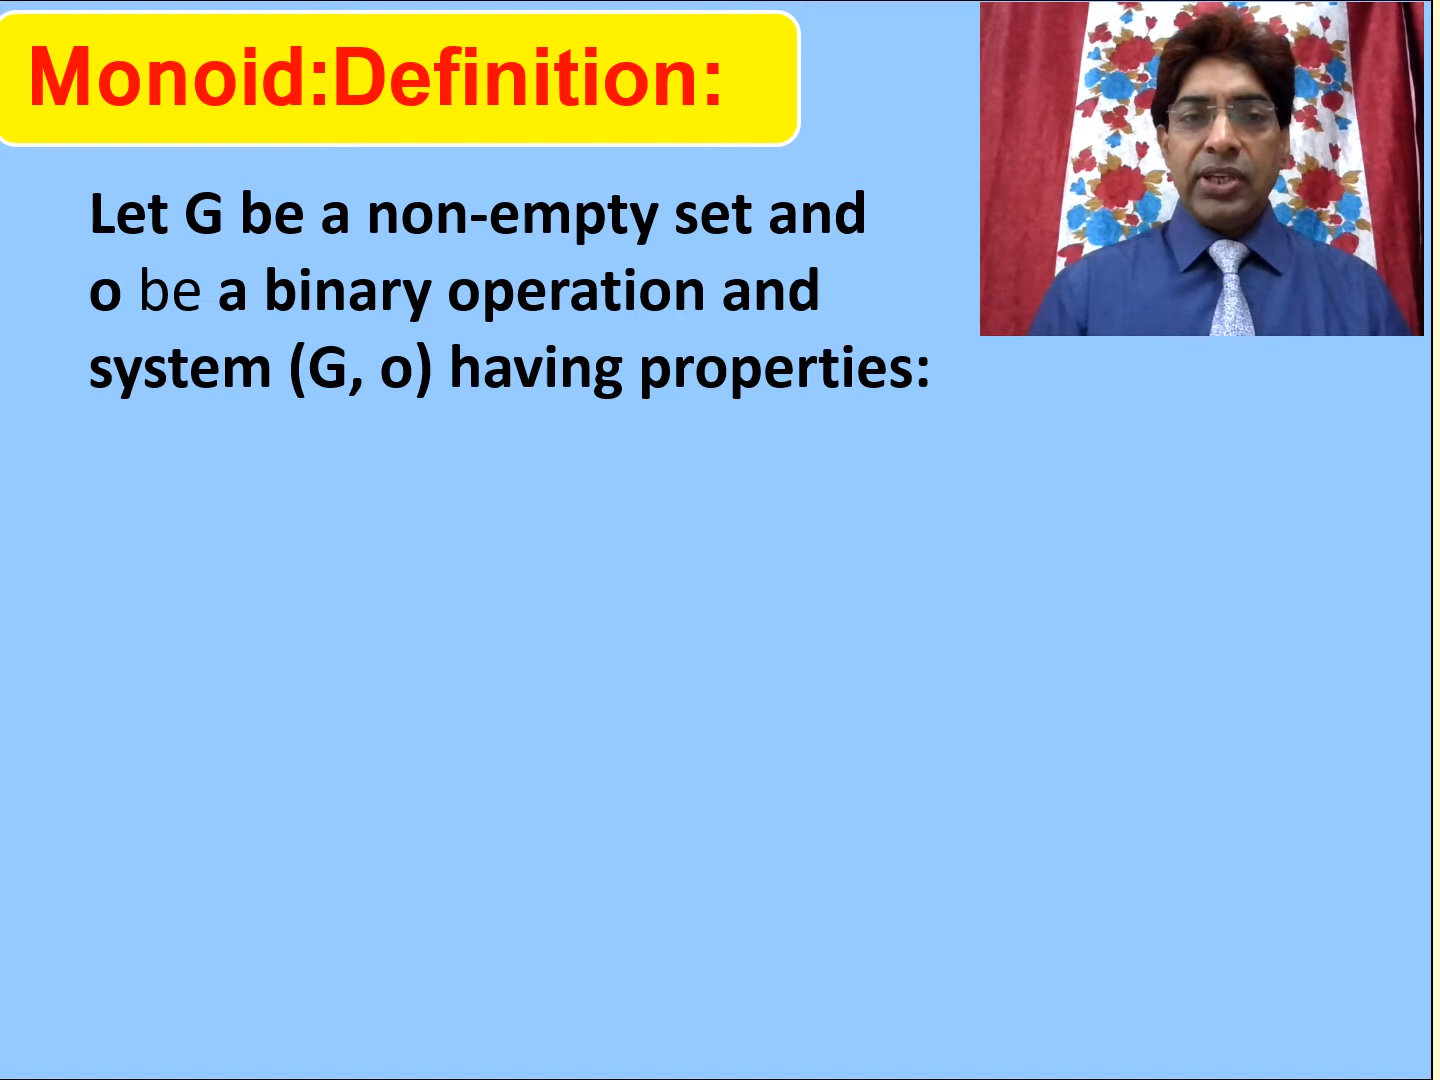 Monoid:Definition:
Let G be a non-empty set and
o be a binary operation and
system (G, o) having properties: